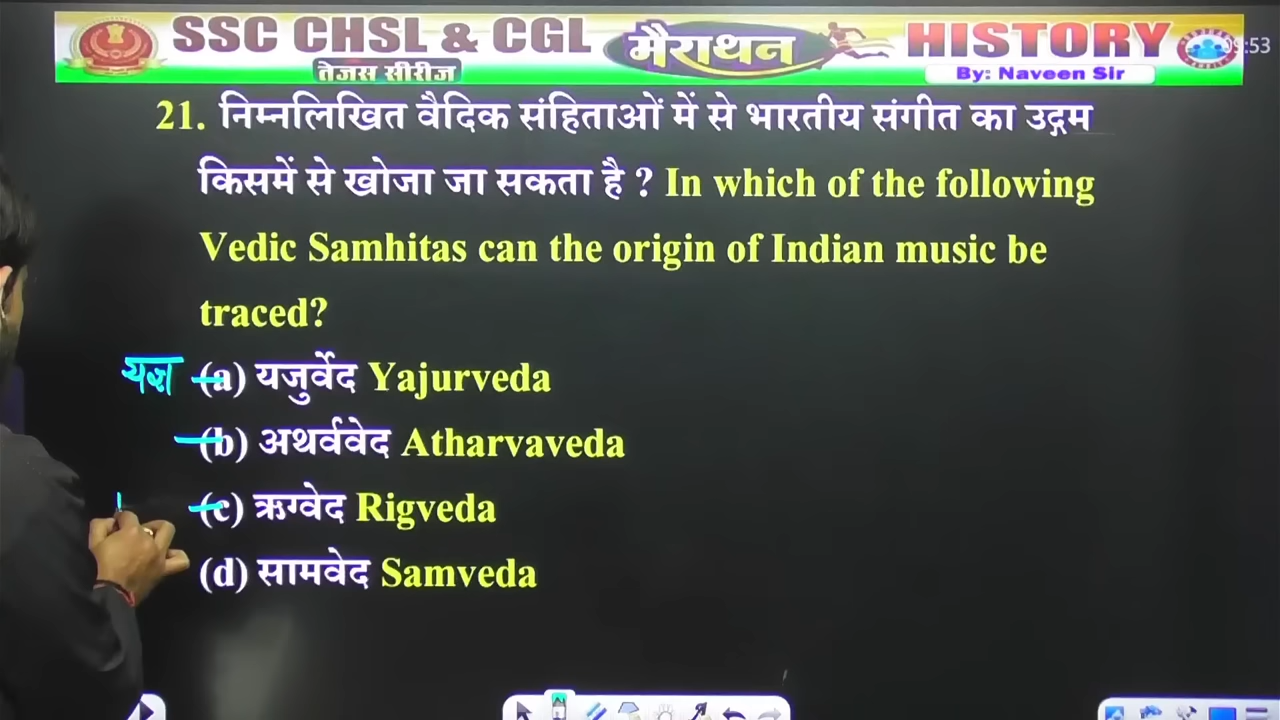 SSC CHSL & CGL मैराथन HISTORY
तेजस सीरीज By: Naveen Sir
21. निम्नलिखित वैदिक संहिताओं में से भारतीय संगीत का उद्गम
किसमें से खोजा जा सकता है ? In which of the following
Vedic Samhitas can the origin of Indian music be
traced?
यज्ञ (a) यजुर्वेद Yajurveda
(b) अथर्ववेद Atharvaveda
(c) ऋग्वेद Rigveda
(d) सामवेद Samveda